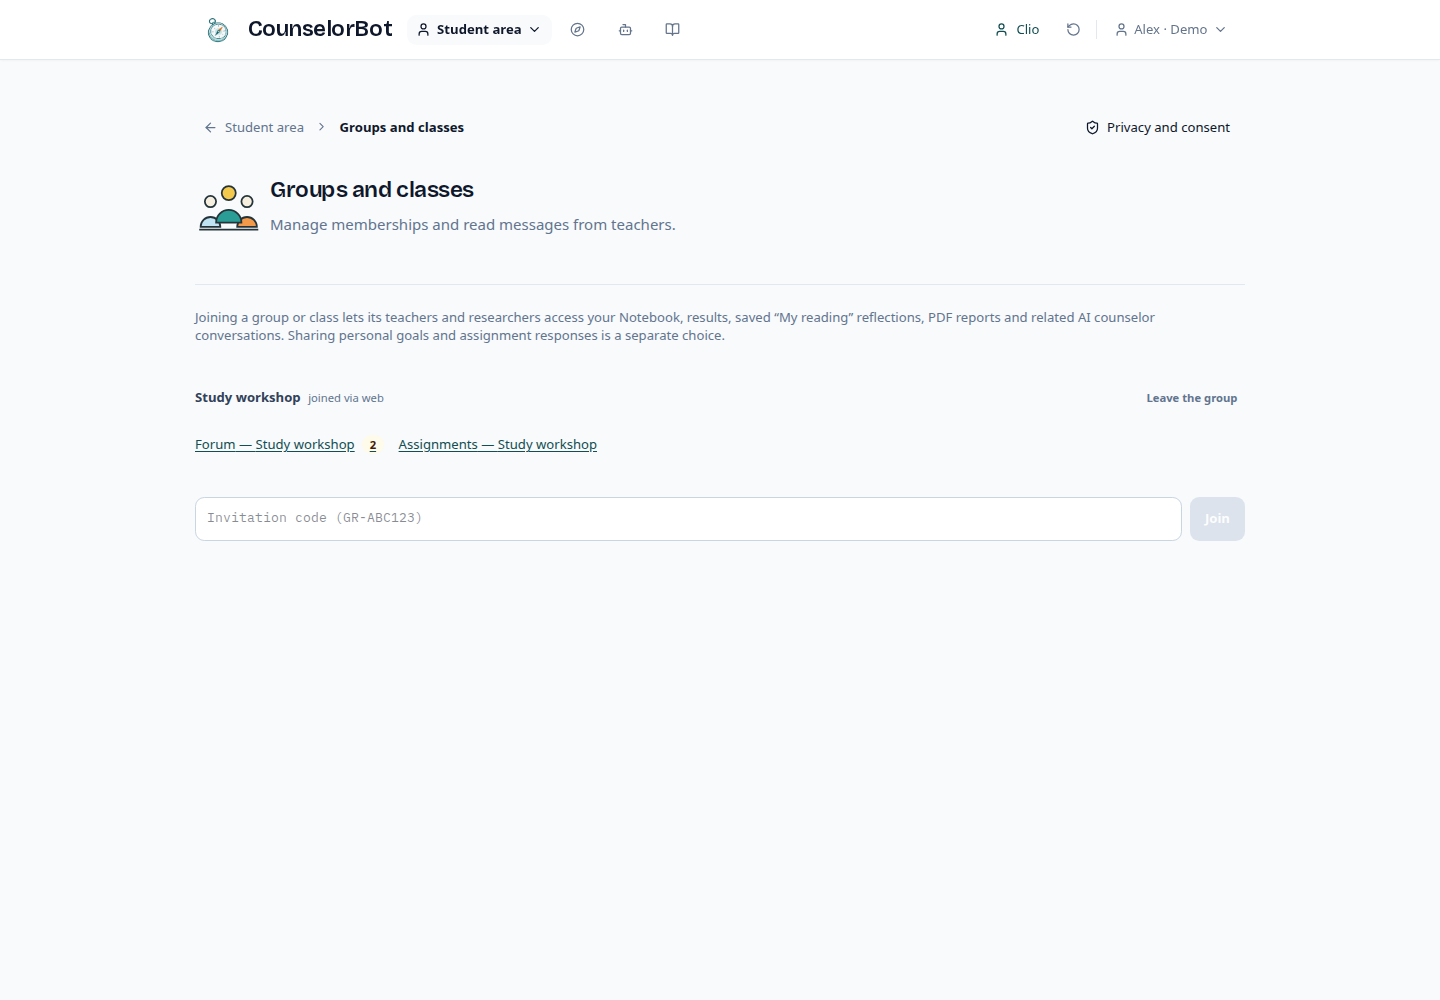 CounselorBot
Student area
Clio
Alex · Demo
Student area
Groups and classes
Privacy and consent
Groups and classes
Manage memberships and read messages from teachers.
Joining a group or class lets its teachers and researchers access your Notebook, results, saved “My reading” reflections, PDF reports and related AI counselor
conversations. Sharing personal goals and assignment responses is a separate choice.
Study workshop joined via web
Leave the group
Forum — Study workshop 2 Assignments — Study workshop
Invitation code (GR-ABC123)
Join